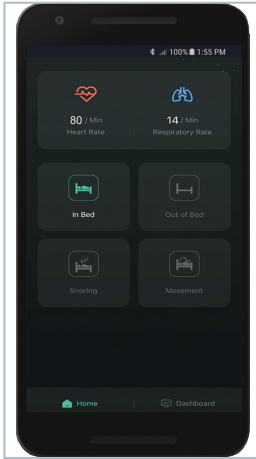 100% 1:55 PM
80 / Min 14 / Min
Heart Rate Respiratory Rate
In Bed Out of Bed
Snoring Movement
Home Dashboard